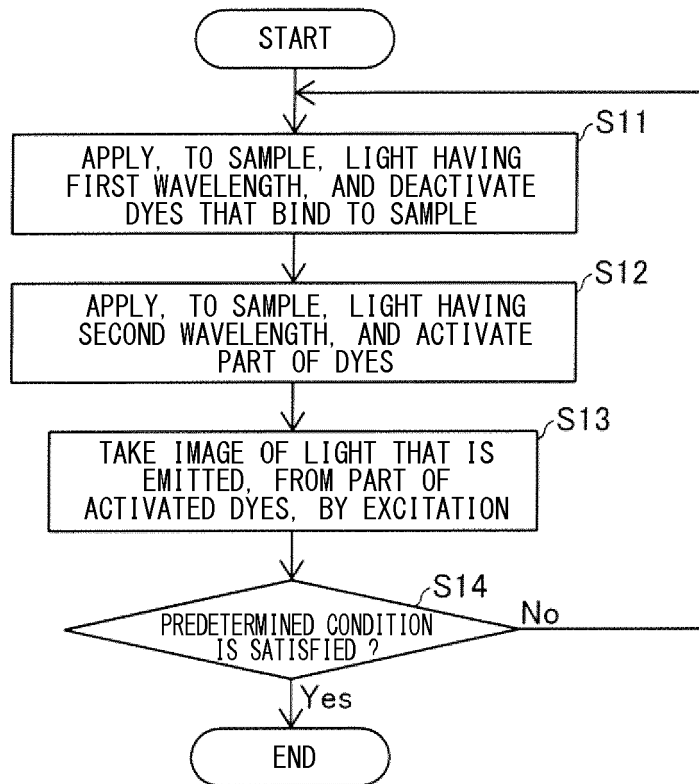 START
S11
APPLY, TO SAMPLE, LIGHT HAVING
FIRST WAVELENGTH, AND DEACTIVATE
DYES THAT BIND TO SAMPLE
S12
APPLY, TO SAMPLE, LIGHT HAVING
SECOND WAVELENGTH, AND ACTIVATE
PART OF DYES
S13
TAKE IMAGE OF LIGHT THAT IS
EMITTED, FROM PART OF
ACTIVATED DYES, BY EXCITATION
S14
PREDETERMINED CONDITION
IS SATISFIED ?
No
Yes
END